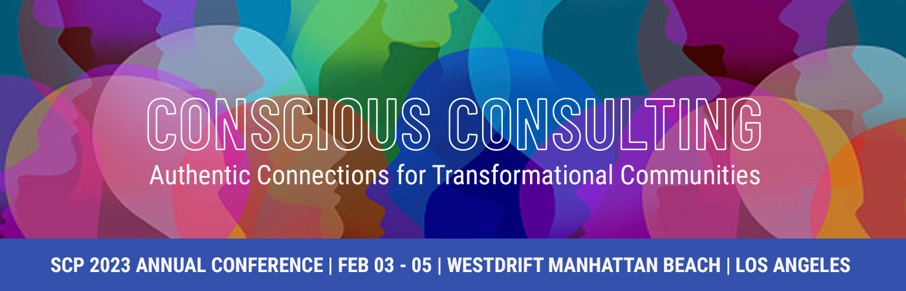 CONSCIOUS CONSULTING
Authentic Connections for Transformational Communities
SCP 2023 ANNUAL CONFERENCE | FEB 03 - 05 | WESTDRIFT MANHATTAN BEACH | LOS ANGELES